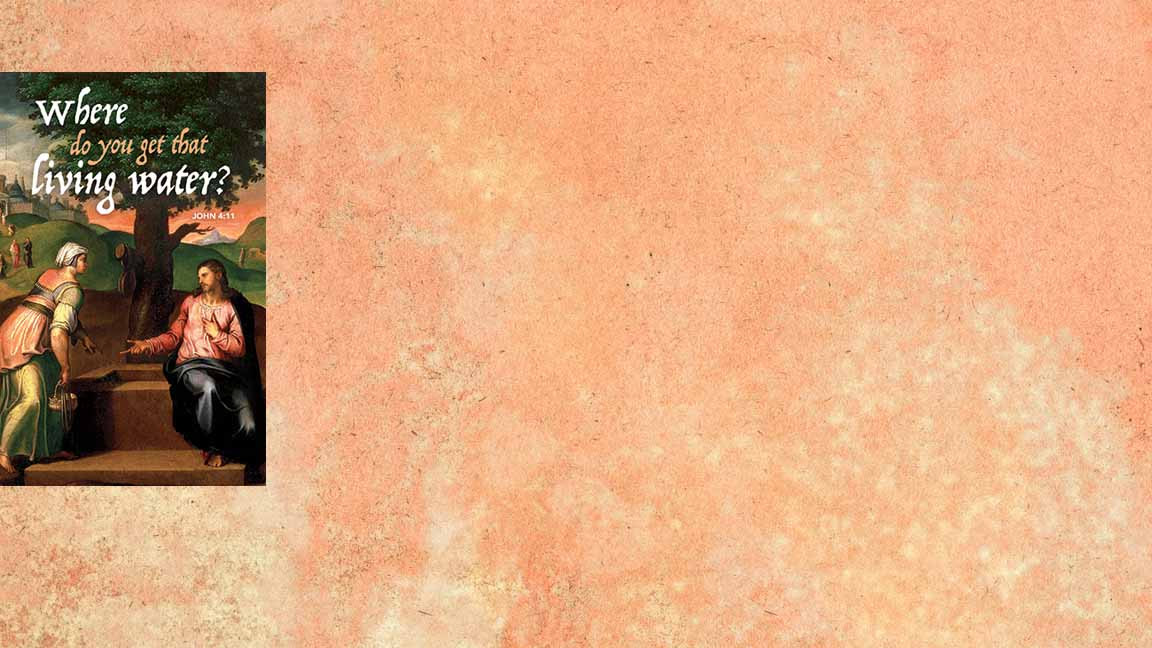 Where
do you get that
living water?
JOHN 4:11